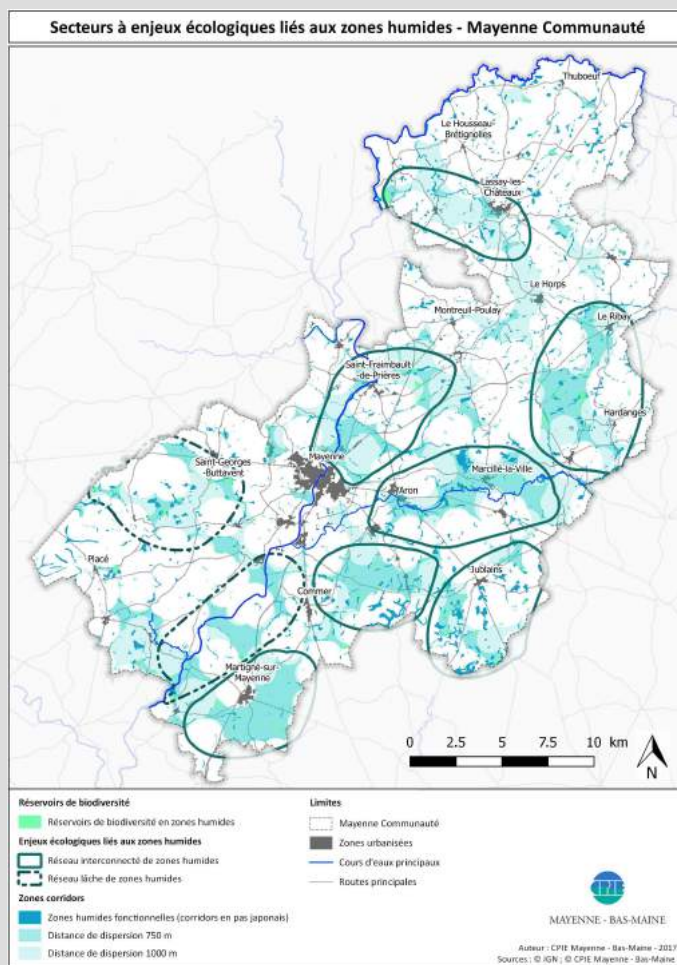 Secteurs à enjeux écologiques liés aux zones humides - Mayenne Communauté
Thuboeuf
Le Housseau-
Brétignolles
Lassay-les-
Châteaux
Le Horps
Montreuil-Poulay
Le Ribay
Saint-Fraimbault
-de-Prières
Hardanges
Mayenne
Saint-Georges
-Buttavent
Marcillé-la-Ville
Aron
Placé
Jublains
Commer
Martigné-sur-
Mayenne
0 2.5 5 7.5 10 km
N
Réservoirs de biodiversité
Réservoirs de biodiversité en zones humides
Enjeux écologiques liés aux zones humides
Réseau interconnecté de zones humides
Réseau lâche de zones humides
Zones corridors
Zones humides fonctionnelles (corridors en pas japonais)
Distance de dispersion 750 m
Distance de dispersion 1000 m
Limites
Mayenne Communauté
Zones urbanisées
Cours d'eaux principaux
Routes principales
CPIE
MAYENNE - BAS-MAINE
Auteur : CPIE Mayenne - Bas-Maine - 2017
Sources : © IGN ; © CPIE Mayenne - Bas-Maine